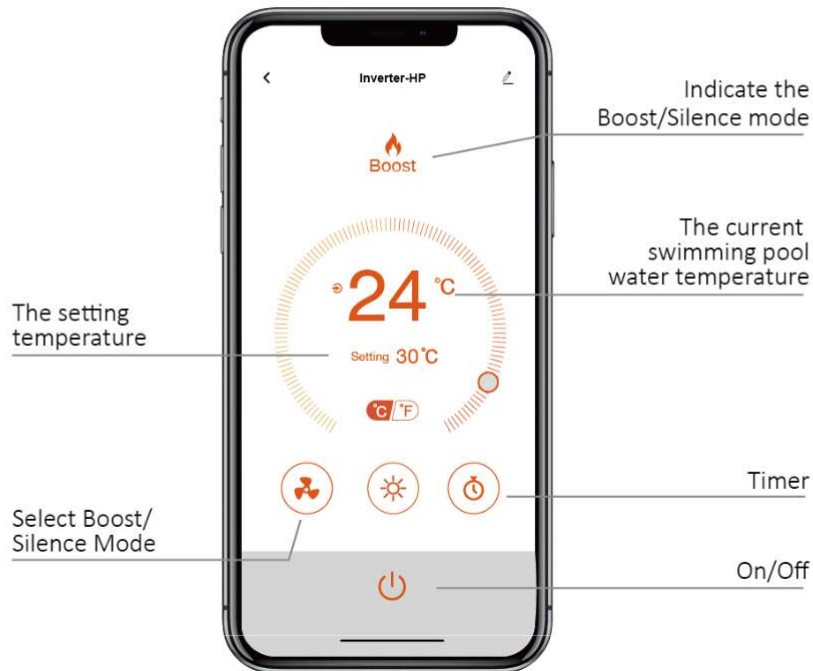 Inverter-HP
Indicate the
Boost/Silence mode
Boost
The current
swimming pool
water temperature
24 °C
The setting
temperature
Setting 30°C
°C/°F
Timer
Select Boost/
Silence Mode
On/Off